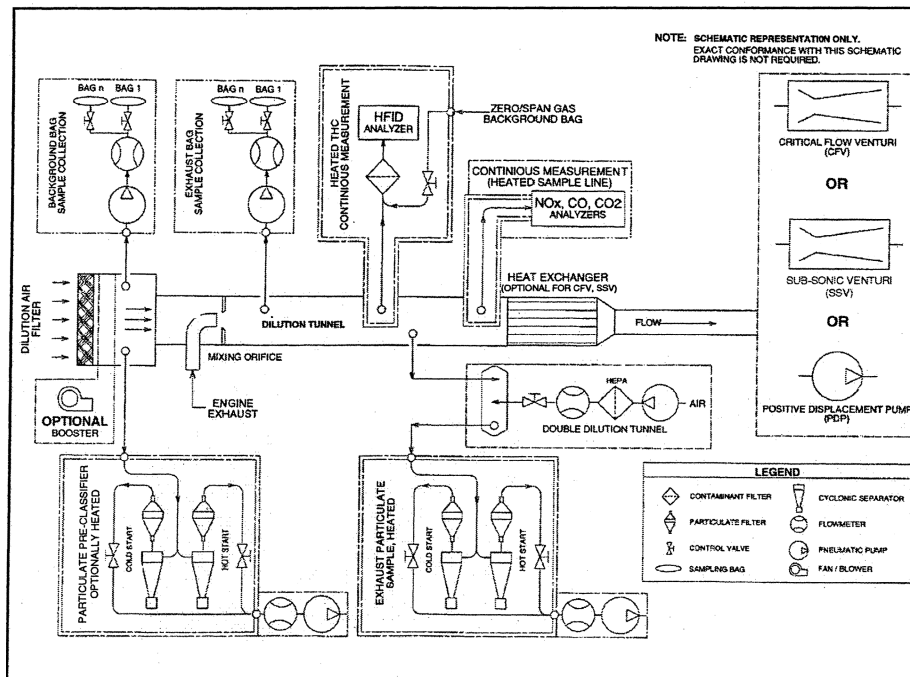 NOTE: SCHEMATIC REPRESENTATION ONLY.
EXACT CONFORMANCE WITH THIS SCHEMATIC
DRAWING IS NOT REQUIRED.
BAG n BAG 1
BACKGROUND BAG
SAMPLE COLLECTION
BAG n BAG 1
EXHAUST BAG
SAMPLE COLLECTION
HEATED THC
CONTINIOUS MEASUREMENT
HFID
ANALYZER
ZERO/SPAN GAS
BACKGROUND BAG
CONTINIOUS MEASUREMENT
(HEATED SAMPLE LINE)
NOx, CO, CO2
ANALYZERS
CRITICAL FLOW VENTURI
(CFV)
OR
SUB-SONIC VENTURI
(SSV)
OR
POSITIVE DISPLACEMENT PUMP
(PDP)
HEAT EXCHANGER
(OPTIONAL FOR CFV, SSV)
DILUTION AIR
FILTER
DILUTION TUNNEL
FLOW
MIXING ORIFICE
ENGINE
EXHAUST
OPTIONAL
BOOSTER
HEPA
AIR
DOUBLE DILUTION TUNNEL
PARTICULATE PRE-CLASSIFIER
OPTIONALLY HEATED
COLD START
HOT START
EXHAUST PARTICULATE
SAMPLE, HEATED
COLD START
HOT START
LEGEND
CONTAMINANT FILTER
PARTICULATE FILTER
CONTROL VALVE
SAMPLING BAG
CYCLONIC SEPARATOR
FLOWMETER
PNEUMATIC PUMP
FAN / BLOWER